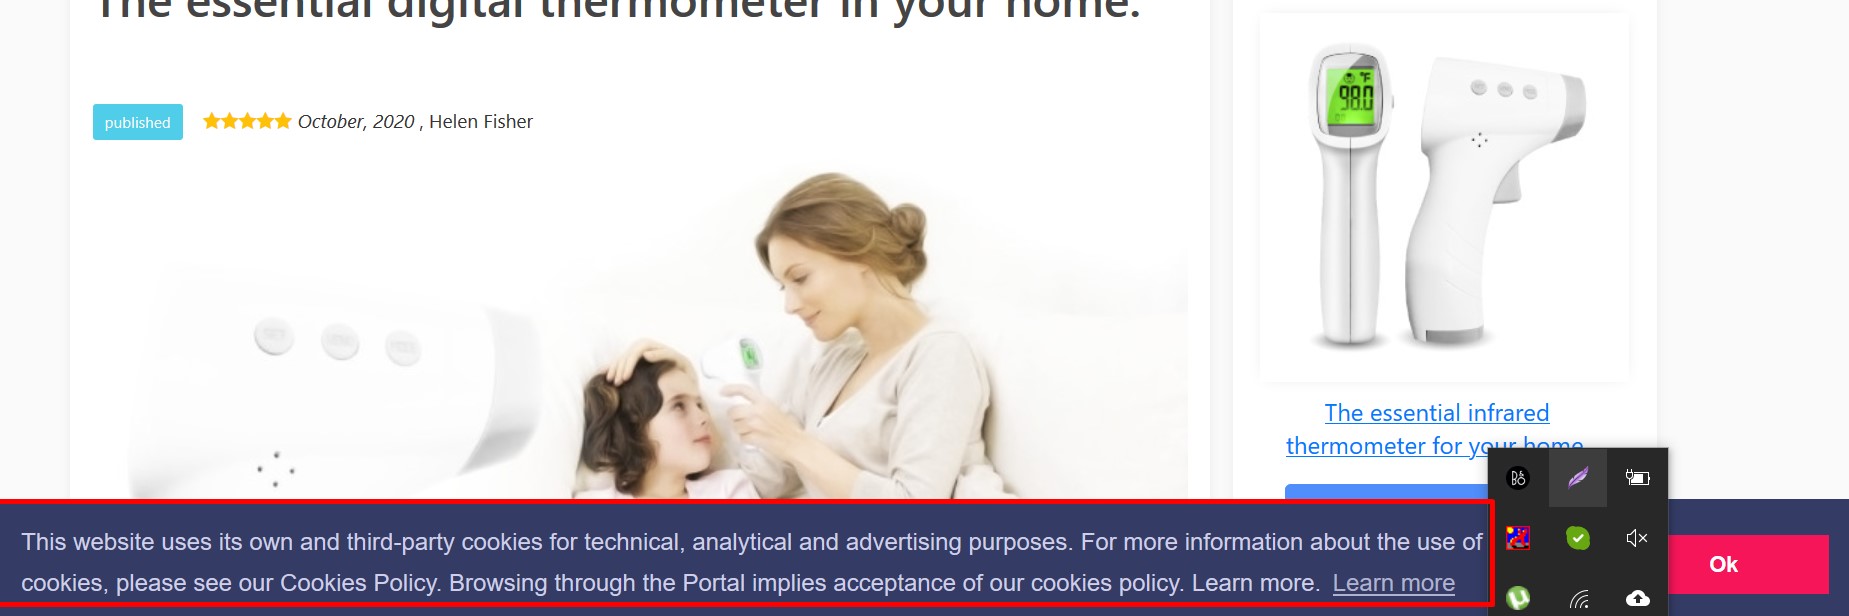 The essential digital thermometer in your home.
published
October, 2020 , Helen Fisher
°F
98.0
The essential infrared
thermometer for your home
B&O
This website uses its own and third-party cookies for technical, analytical and advertising purposes. For more information about the use of
cookies, please see our Cookies Policy. Browsing through the Portal implies acceptance of our cookies policy. Learn more. Learn more
Ok